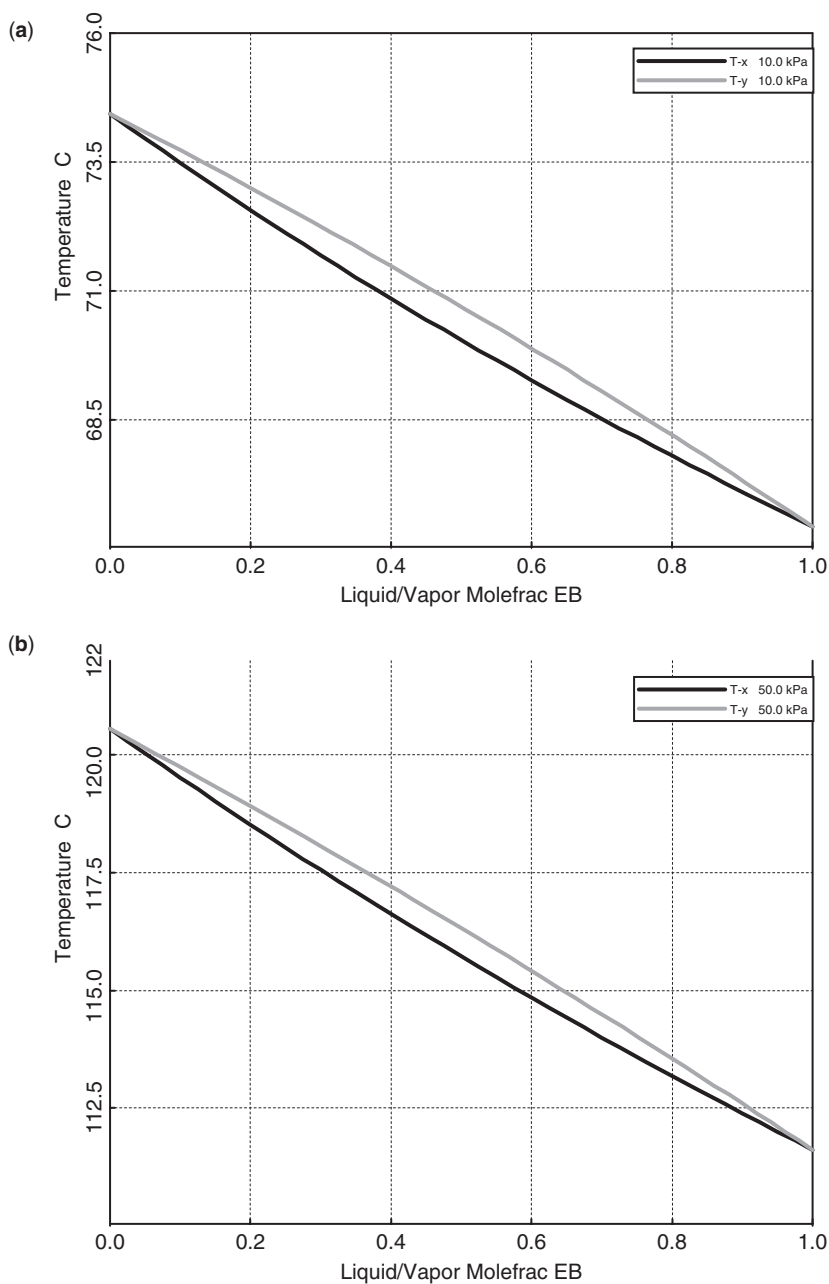 (a)
76.0
73.5
71.0
68.5
Temperature C
T-x 10.0 kPa
T-y 10.0 kPa
0.0 0.2 0.4 0.6 0.8 1.0
Liquid/Vapor Molefrac EB
(b)
122
120.0
117.5
115.0
112.5
Temperature C
T-x 50.0 kPa
T-y 50.0 kPa
0.0 0.2 0.4 0.6 0.8 1.0
Liquid/Vapor Molefrac EB